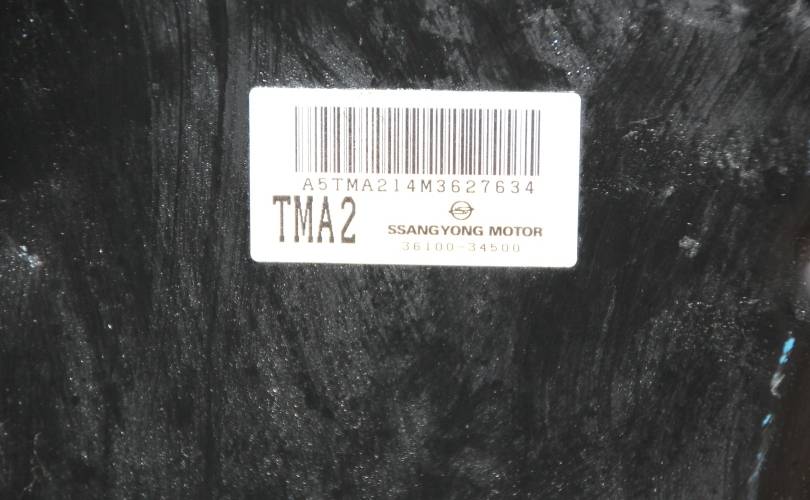 A5TMA214M3627634
TMA2
SSANGYONG MOTOR
36100-34500